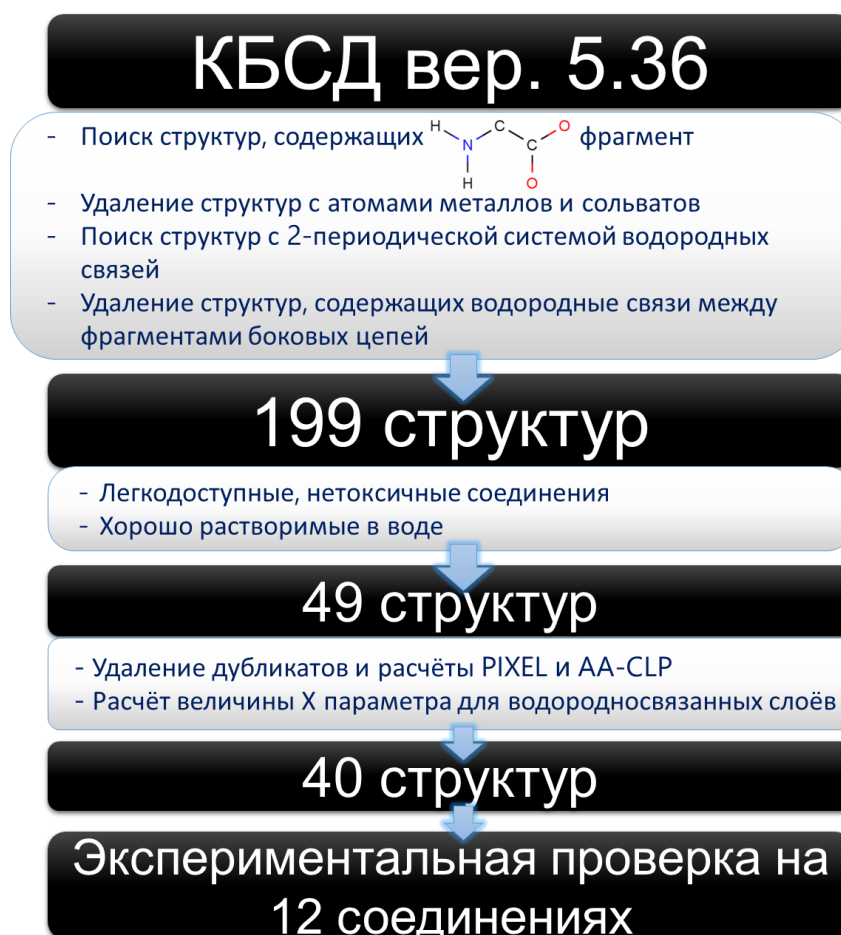 КБСД вер. 5.36
- Поиск структур, содержащих H N H C C O O фрагмент
- Удаление структур с атомами металлов и сольватов
- Поиск структур с 2-периодической системой водородных
связей
- Удаление структур, содержащих водородные связи между
фрагментами боковых цепей
199 структур
- Легкодоступные, нетоксичные соединения
- Хорошо растворимые в воде
49 структур
- Удаление дубликатов и расчёты PIXEL и AA-CLP
- Расчёт величины X параметра для водородносвязанных слоёв
40 структур
Экспериментальная проверка на
12 соединениях